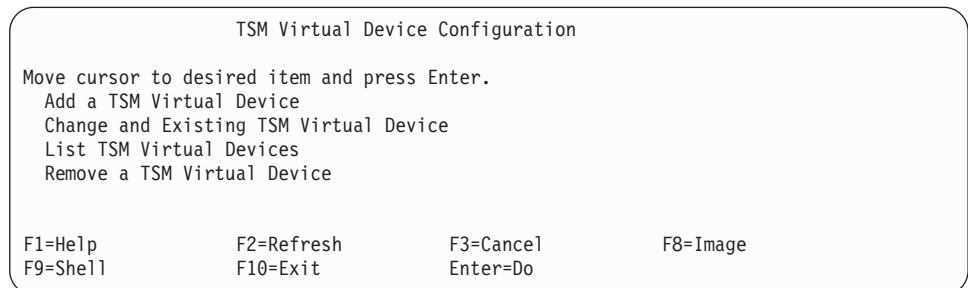 TSM Virtual Device Configuration
Move cursor to desired item and press Enter.
Add a TSM Virtual Device
Change and Existing TSM Virtual Device
List TSM Virtual Devices
Remove a TSM Virtual Device
F1=Help F2=Refresh F3=Cancel F8=Image
F9=Shell F10=Exit Enter=Do